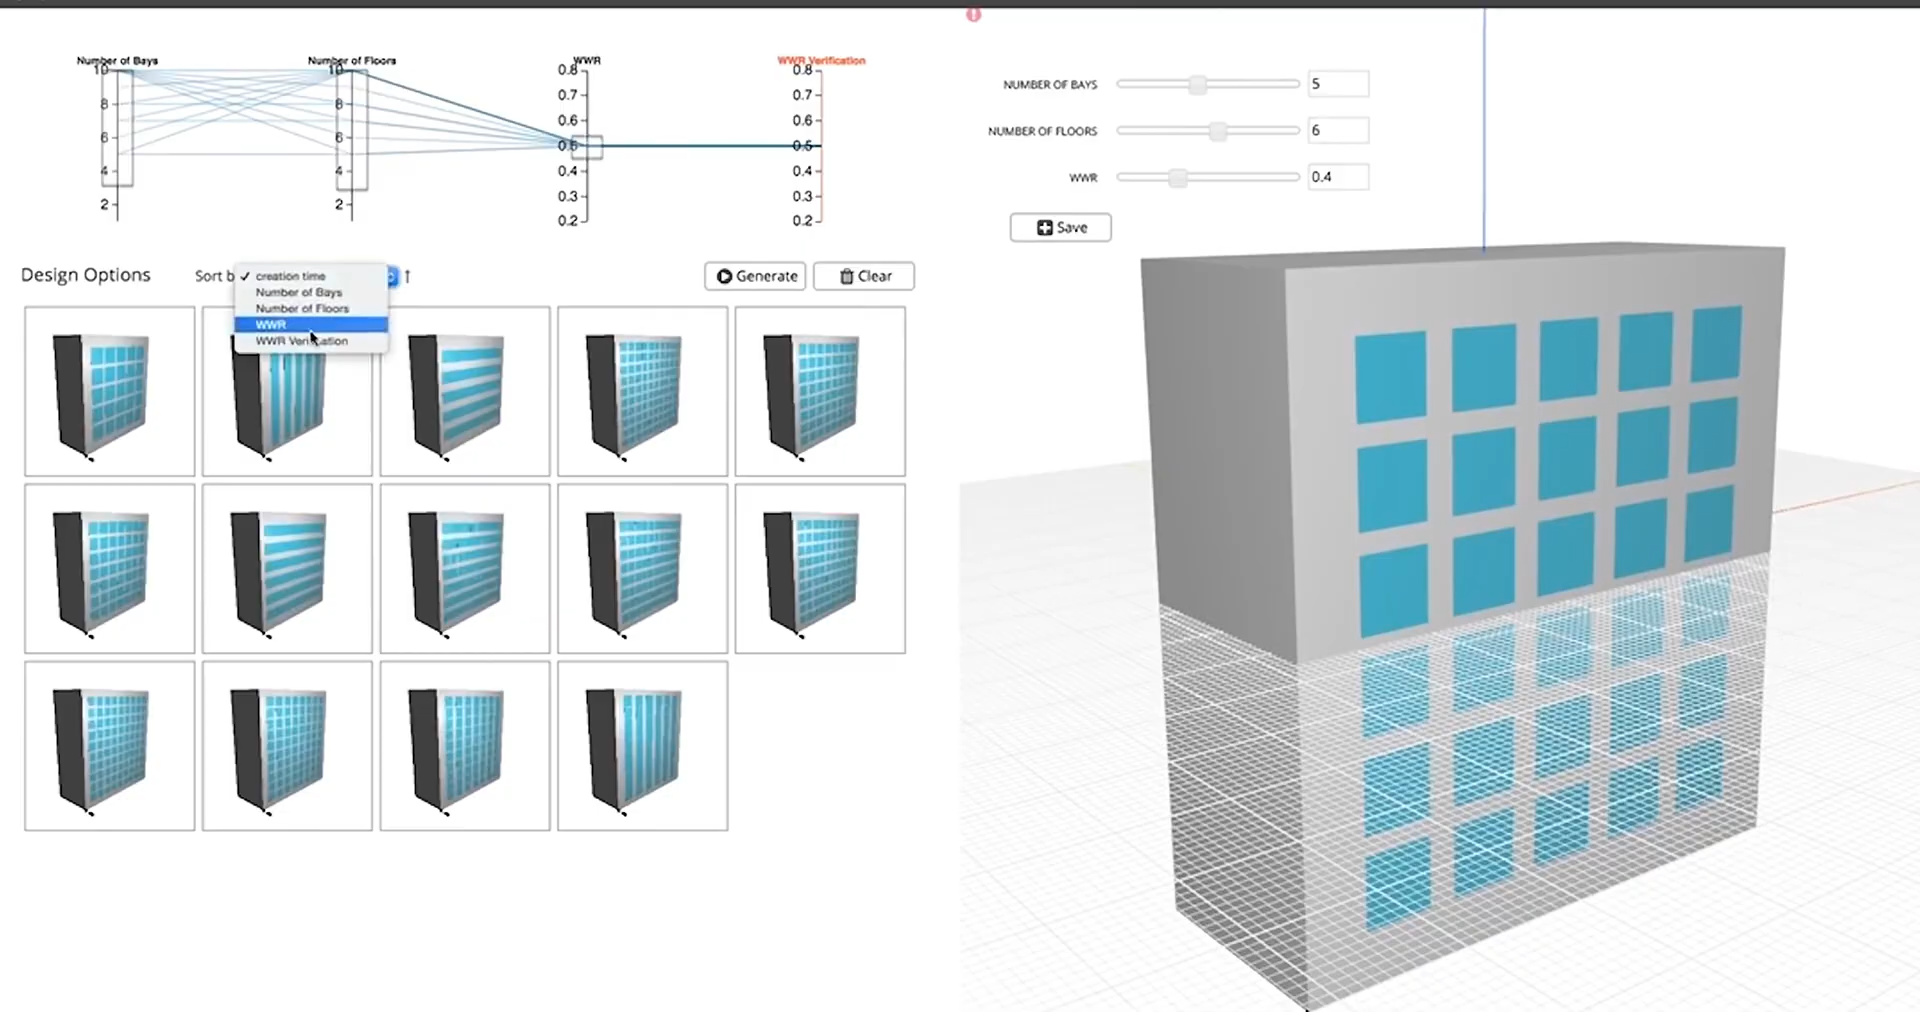 Number of Bays
Number of Floors
WWR
WWR Verification
10
8
6
4
2
10
8
6
4
2
0.8
0.7
0.6
0.5
0.4
0.3
0.2
0.8
0.7
0.6
0.5
0.4
0.3
0.2
NUMBER OF BAYS 5
NUMBER OF FLOORS 6
WWR 0.4
Save
Design Options
Sort b
✓ creation time
Number of Bays
Number of Floors
WWR
WWR Verification
Generate
Clear